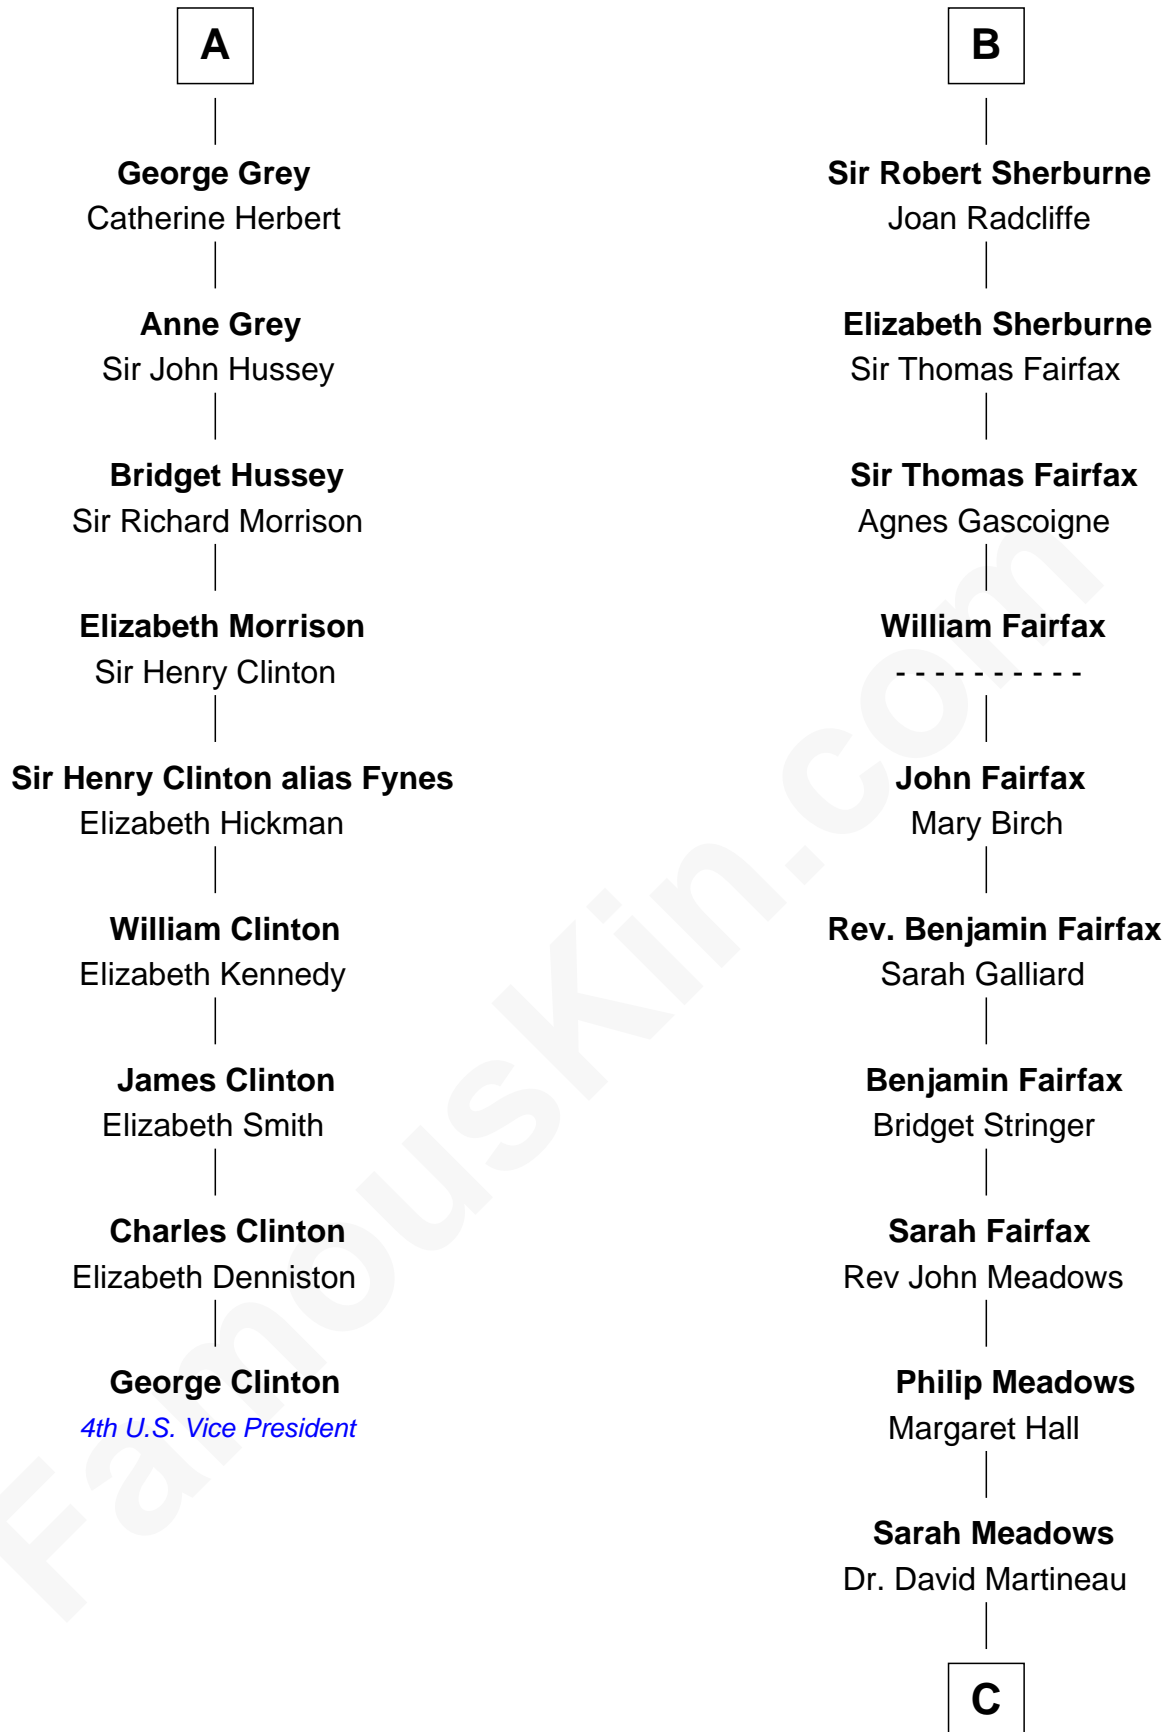 A
George Grey
Catherine Herbert
Anne Grey
Sir John Hussey
Bridget Hussey
Sir Richard Morrison
Elizabeth Morrison
Sir Henry Clinton
Sir Henry Clinton alias Fynes
Elizabeth Hickman
William Clinton
Elizabeth Kennedy
James Clinton
Elizabeth Smith
Charles Clinton
Elizabeth Denniston
George Clinton
4th U.S. Vice President
B
Sir Robert Sherburne
Joan Radcliffe
Elizabeth Sherburne
Sir Thomas Fairfax
Sir Thomas Fairfax
Agnes Gascoigne
William Fairfax
- - - - - - - - - -
John Fairfax
Mary Birch
Rev. Benjamin Fairfax
Sarah Galliard
Benjamin Fairfax
Bridget Stringer
Sarah Fairfax
Rev John Meadows
Philip Meadows
Margaret Hall
Sarah Meadows
Dr. David Martineau
C
FamousKin.com